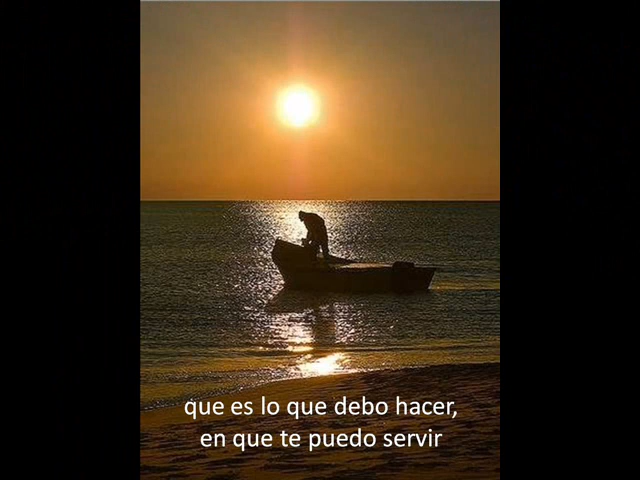 que es lo que debo hacer,
en que te puedo servir